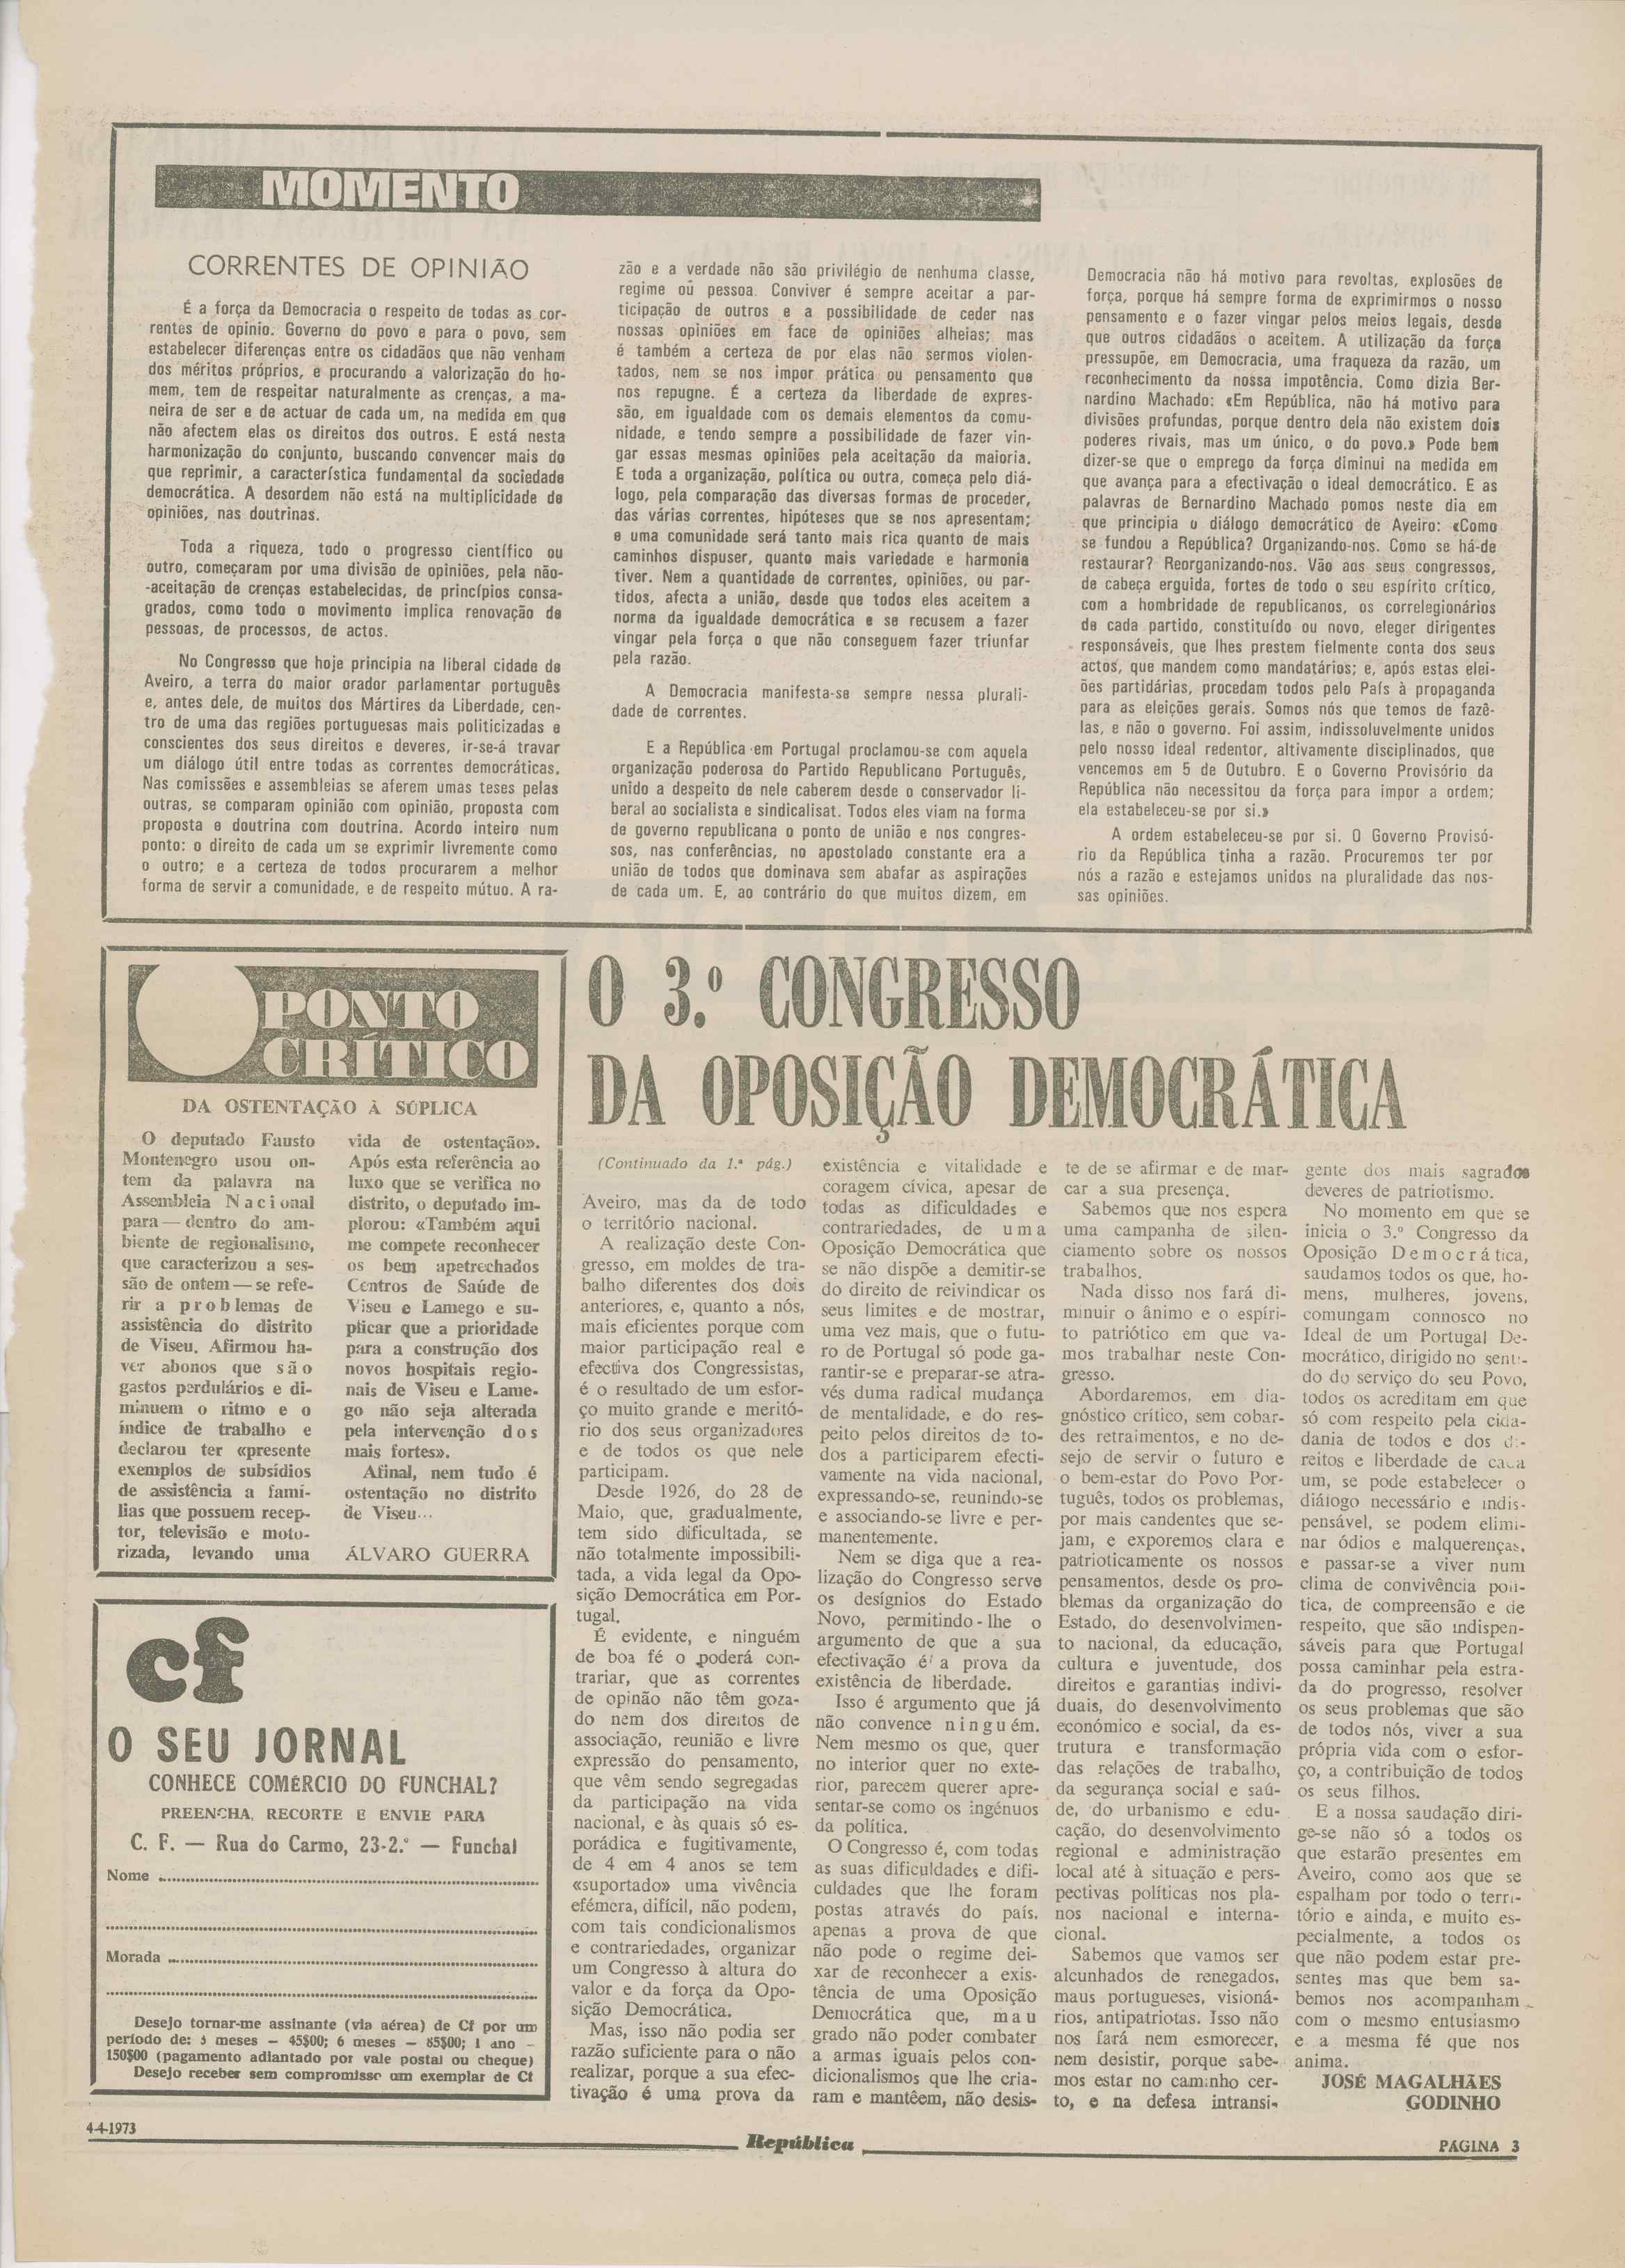 MOMENTO
CORRENTES DE OPINIÃO
É a força da Democracia o respeito de todas as cor-
rentes de opinio. Governo do povo e para o povo, sem
estabelecer diferenças entre os cidadãos que não venham
dos méritos próprios, e procurando a valorização do ho-
mem, tem de respeitar naturalmente as crenças, a ma-
neira de ser e de actuar de cada um, na medida em que
não afectem elas os direitos dos outros. E está nesta
harmonização do conjunto, buscando convencer mais do
que reprimir, a característica fundamental da sociedade
democrática. A desordem não está na multiplicidade de
opiniões, nas doutrinas.
Toda a riqueza, todo o progresso científico ou
outro, começaram por uma divisão de opiniões, pela não-
-aceitação de crenças estabelecidas, de princípios consa-
grados, como todo o movimento implica renovação de
pessoas, de processos, de actos.
No Congresso que hoje principia na liberal cidade de
Aveiro, a terra do maior orador parlamentar português
e, antes dele, de muitos dos Mártires da Liberdade, cen-
tro de uma das regiões portuguesas mais politicizadas e
conscientes dos seus direitos e deveres, ir-se-á travar
um diálogo útil entre todas as correntes democráticas.
Nas comissões e assembleias se aferem umas teses pelas
outras, se comparam opinião com opinião, proposta com
proposta e doutrina com doutrina. Acordo inteiro num
ponto: o direito de cada um se exprimir livremente como
o outro; e a certeza de todos procurarem a melhor
forma de servir a comunidade, e de respeito mútuo. A ra-
zão e a verdade não são privilégio de nenhuma classe,
regime ou pessoa. Conviver é sempre aceitar a par-
ticipação de outros e a possibilidade de ceder nas
nossas opiniões em face de opiniões alheias; mas
é também a certeza de por elas não sermos violen-
tados, nem se nos impor prática ou pensamento que
nos repugne. É a certeza da liberdade de expres-
são, em igualdade com os demais elementos da comu-
nidade, e tendo sempre a possibilidade de fazer vin-
gar essas mesmas opiniões pela aceitação da maioria.
E toda a organização, política ou outra, começa pelo diá-
logo, pela comparação das diversas formas de proceder,
das várias correntes, hipóteses que se nos apresentam;
e uma comunidade será tanto mais rica quanto de mais
caminhos dispuser, quanto mais variedade e harmonia
tiver. Nem a quantidade de correntes, opiniões, ou par-
tidos, afecta a união, desde que todos eles aceitem a
norma da igualdade democrática e se recusem a fazer
vingar pela força o que não conseguem fazer triunfar
pela razão.
A Democracia manifesta-se sempre nessa plurali-
dade de correntes.
E a República em Portugal proclamou-se com aquela
organização poderosa do Partido Republicano Português,
unido a despeito de nele caberem desde o conservador li-
beral ao socialista e sindicalisat. Todos eles viam na forma
de governo republicana o ponto de união e nos congres-
sos, nas conferências, no apostolado constante era a
união de todos que dominava sem abafar as aspirações
de cada um. E, ao contrário do que muitos dizem, em
Democracia não há motivo para revoltas, explosões de
força, porque há sempre forma de exprimirmos o nosso
pensamento e o fazer vingar pelos meios legais, desde
que outros cidadãos o aceitem. A utilização da força
pressupõe, em Democracia, uma fraqueza da razão, um
reconhecimento da nossa impotência. Como dizia Ber-
nardino Machado: «Em República, não há motivo para
divisões profundas, porque dentro dela não existem dois
poderes rivais, mas um único, o do povo.» Pode bem
dizer-se que o emprego da força diminui na medida em
que avança para a efectivação o ideal democrático. E as
palavras de Bernardino Machado pomos neste dia em
que principia o diálogo democrático de Aveiro: «Como
se fundou a República? Organizando-nos. Como se há-de
restaurar? Reorganizando-nos. Vão aos seus congressos,
de cabeça erguida, fortes de todo o seu espírito crítico,
com a hombridade de republicanos, os correlegionários
de cada partido, constituído ou novo, eleger dirigentes
responsáveis, que lhes prestem fielmente conta dos seus
actos, que mandem como mandatários; e, após estas elei-
ões partidárias, procedam todos pelo País à propaganda
para as eleições gerais. Somos nós que temos de fazê-
las, e não o governo. Foi assim, indissoluvelmente unidos
pelo nosso ideal redentor, altivamente disciplinados, que
vencemos em 5 de Outubro. E o Governo Provisório da
República não necessitou da força para impor a ordem;
ela estabeleceu-se por si.»
A ordem estabeleceu-se por si. O Governo Provisó-
rio da República tinha a razão. Procuremos ter por
nós a razão e estejamos unidos na pluralidade das nos-
sas opiniões.
PONTO
CRÍTICO
DA OSTENTAÇÃO À SÚPLICA
O deputado Fausto
Montenegro usou on-
tem da palavra na
Assembleia Nacional
para — dentro do am-
biente de regionalismo,
que caracterizou a ses-
são de ontem — se refe-
rir a problemas de
assistência do distrito
de Viseu. Afirmou ha-
ver abonos que são
gastos perdulários e di-
minuem o ritmo e o
índice de trabalho e
declarou ter «presente
exemplos de subsídios
de assistência a famí-
lias que possuem recep-
tor, televisão e moto-
rizada, levando uma
vida de ostentação».
Após esta referência ao
luxo que se verifica no
distrito, o deputado im-
plorou: «Também aqui
me compete reconhecer
os bem apetrechados
Centros de Saúde de
Viseu e Lamego e su-
plicar que a prioridade
para a construção dos
novos hospitais regio-
nais de Viseu e Lame-
go não seja alterada
pela intervenção dos
mais fortes».
Afinal, nem tudo é
ostentação no distrito
de Viseu...
ÁLVARO GUERRA
cf
O SEU JORNAL
CONHECE COMÉRCIO DO FUNCHAL?
PREENCHA, RECORTE E ENVIE PARA
C. F. — Rua do Carmo, 23-2.º — Funchal
Nome
Morada
Desejo tornar-me assinante (via aérea) de Cf por um
período de: 3 meses — 45$00; 6 meses — 85$00; 1 ano —
150$00 (pagamento adiantado por vale postal ou cheque)
Desejo receber sem compromisso um exemplar de Cf
O 3.º CONGRESSO
DA OPOSIÇÃO DEMOCRÁTICA
(Continuado da 1.ª pág.)
Aveiro, mas da de todo
o território nacional.
A realização deste Con-
gresso, em moldes de tra-
balho diferentes dos dois
anteriores, e, quanto a nós,
mais eficientes porque com
maior participação real e
efectiva dos Congressistas,
é o resultado de um esfor-
ço muito grande e meritó-
rio dos seus organizadores
e de todos os que nele
participam.
Desde 1926, do 28 de
Maio, que, gradualmente,
tem sido dificultada, se
não totalmente impossibili-
tada, a vida legal da Opo-
sição Democrática em Por-
tugal.
É evidente, e ninguém
de boa fé o poderá con-
trariar, que as correntes
de opinão não têm goza-
do nem dos direitos de
associação, reunião e livre
expressão do pensamento,
que vêm sendo segregadas
da participação na vida
nacional, e às quais só es-
porádica e fugitivamente,
de 4 em 4 anos se tem
«suportado» uma vivência
efémera, difícil, não podem,
com tais condicionalismos
e contrariedades, organizar
um Congresso à altura do
valor e da força da Opo-
sição Democrática.
Mas, isso não podia ser
razão suficiente para o não
realizar, porque a sua efec-
tivação é uma prova da
existência e vitalidade e
coragem cívica, apesar de
todas as dificuldades e
contrariedades, de uma
Oposição Democrática que
se não dispõe a demitir-se
do direito de reivindicar os
seus limites e de mostrar,
uma vez mais, que o futu-
ro de Portugal só pode ga-
rantir-se e preparar-se atra-
vés duma radical mudança
de mentalidade, e do res-
peito pelos direitos de to-
dos a participarem efecti-
vamente na vida nacional,
expressando-se, reunindo-se
e associando-se livre e per-
manentemente.
Nem se diga que a rea-
lização do Congresso serve
os desígnios do Estado
Novo, permitindo-lhe o
argumento de que a sua
efectivação é a prova da
existência de liberdade.
Isso é argumento que já
não convence ninguém.
Nem mesmo os que, quer
no interior quer no exte-
rior, parecem querer apre-
sentar-se como os ingénuos
da política.
O Congresso é, com todas
as suas dificuldades e difi-
culdades que lhe foram
postas através do país,
apenas a prova de que
não pode o regime dei-
xar de reconhecer a exis-
tência de uma Oposição
Democrática que, mau
grado não poder combater
a armas iguais pelos con-
dicionalismos que lhe cria-
ram e mantêem, não desis-
te de se afirmar e de mar-
car a sua presença.
Sabemos que nos espera
uma campanha de silen-
ciamento sobre os nossos
trabalhos.
Nada disso nos fará di-
minuir o ânimo e o espíri-
to patriótico em que va-
mos trabalhar neste Con-
gresso.
Abordaremos, em dia-
gnóstico crítico, sem cobar-
des retraimentos, e no de-
sejo de servir o futuro e
o bem-estar do Povo Por-
tuguês, todos os problemas,
por mais candentes que se-
jam, e exporemos clara e
patrioticamente os nossos
pensamentos, desde os pro-
blemas da organização do
Estado, do desenvolvimen-
to nacional, da educação,
cultura e juventude, dos
direitos e garantias indivi-
duais, do desenvolvimento
económico e social, da es-
trutura e transformação
das relações de trabalho,
da segurança social e saú-
de, do urbanismo e edu-
cação, do desenvolvimento
regional e administração
local até à situação e pers-
pectivas políticas nos pla-
nos nacional e interna-
cional.
Sabemos que vamos ser
alcunhados de renegados,
maus portugueses, visioná-
rios, antipatriotas. Isso não
nos fará nem esmorecer,
nem desistir, porque sabe-
mos estar no caminho cer-
to, e na defesa intransi-
gente dos mais sagrados
deveres de patriotismo.
No momento em que se
inicia o 3.º Congresso da
Oposição Democrática,
saudamos todos os que, ho-
mens, mulheres, jovens,
comungam connosco no
Ideal de um Portugal De-
mocrático, dirigido no senti-
do do serviço do seu Povo,
todos os acreditam em que
só com respeito pela cida-
dania de todos e dos di-
reitos e liberdade de cada
um, se pode estabelecer o
diálogo necessário e indis-
pensável, se podem elimi-
nar ódios e malquerenças,
e passar-se a viver num
clima de convivência poli-
tica, de compreensão e de
respeito, que são indispen-
sáveis para que Portugal
possa caminhar pela estra-
da do progresso, resolver
os seus problemas que são
de todos nós, viver a sua
própria vida com o esfor-
ço, a contribuição de todos
os seus filhos.
E a nossa saudação diri-
ge-se não só a todos os
que estarão presentes em
Aveiro, como aos que se
espalham por todo o terri-
tório e ainda, e muito es-
pecialmente, a todos os
que não podem estar pre-
sentes mas que bem sa-
bemos nos acompanham
com o mesmo entusiasmo
e a mesma fé que nos
anima.
JOSÉ MAGALHÃES
GODINHO
4-4-1973
República
PÁGINA 3